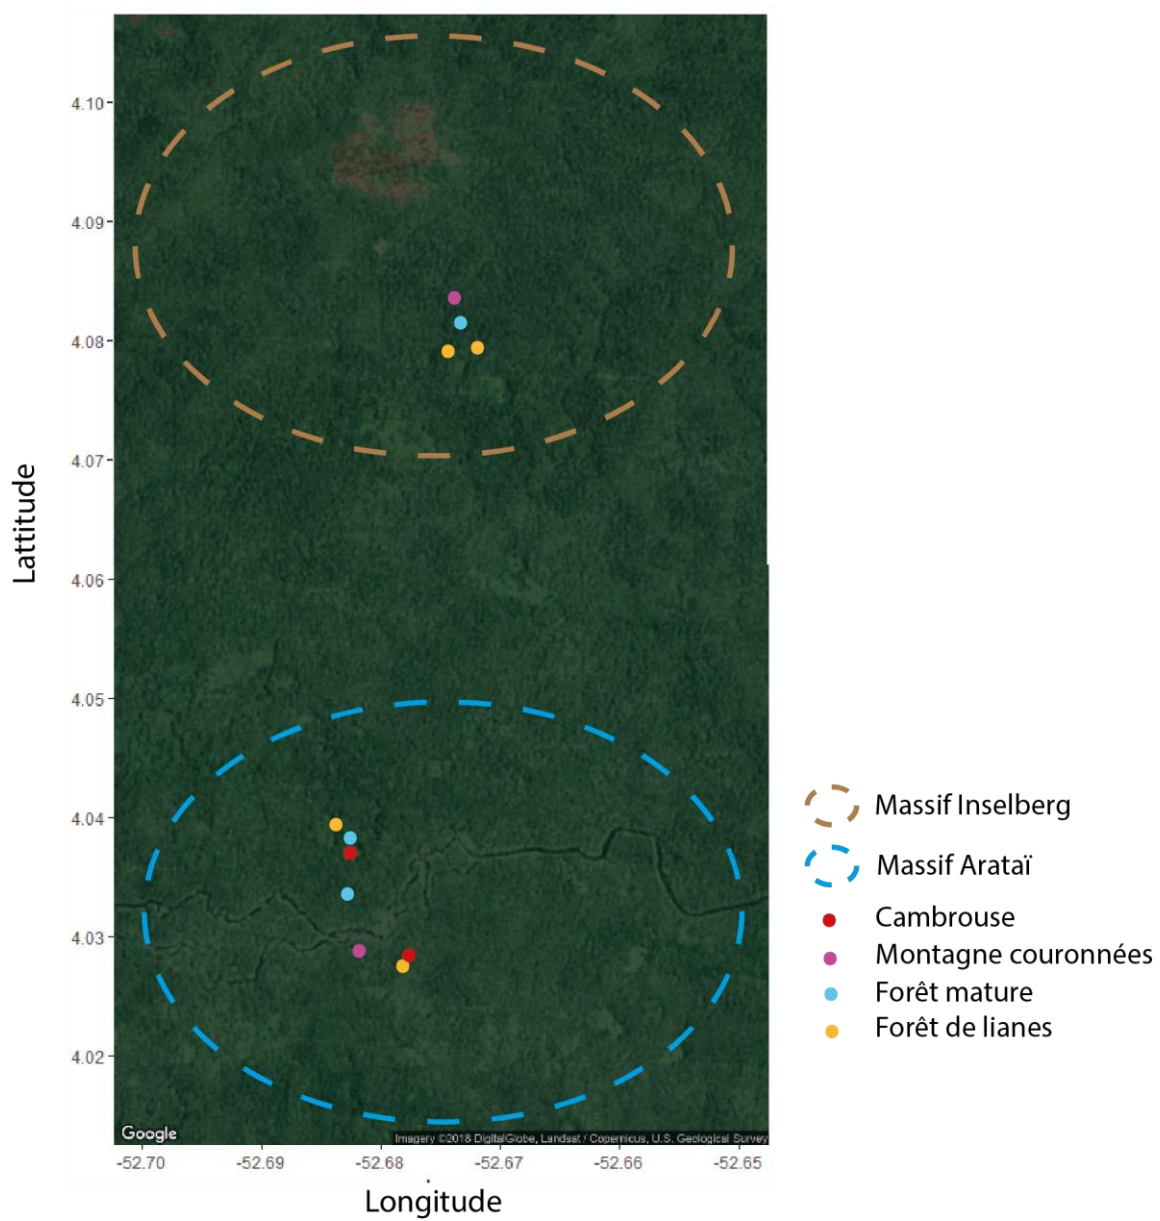 4.10
4.09
4.08
4.07
4.06
4.05
4.04
4.03
4.02
Lattitude
Google
Imagery ©2018 DigitalGlobe, Landsat / Copernicus, U.S. Geological Survey
-52.70 -52.69 -52.68 -52.67 -52.66 -52.65
Longitude
Massif Inselberg
Massif Arataï
Cambrouse
Montagne couronnées
Forêt mature
Forêt de lianes